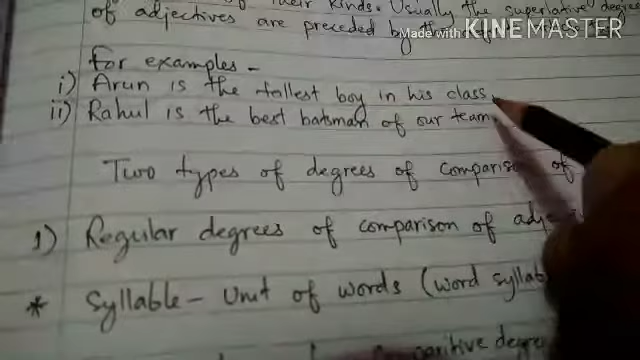 of their kinds. Usually the superlative degree
of adjectives are preceded by the
Made with KINEMASTER
for examples -
i) Arun is the tallest boy in his class.
ii) Rahul is the best batsman of our team.
Two types of degrees of comparison of
1) Regular degrees of comparison of
* Syllable - Unit of words (word
degree